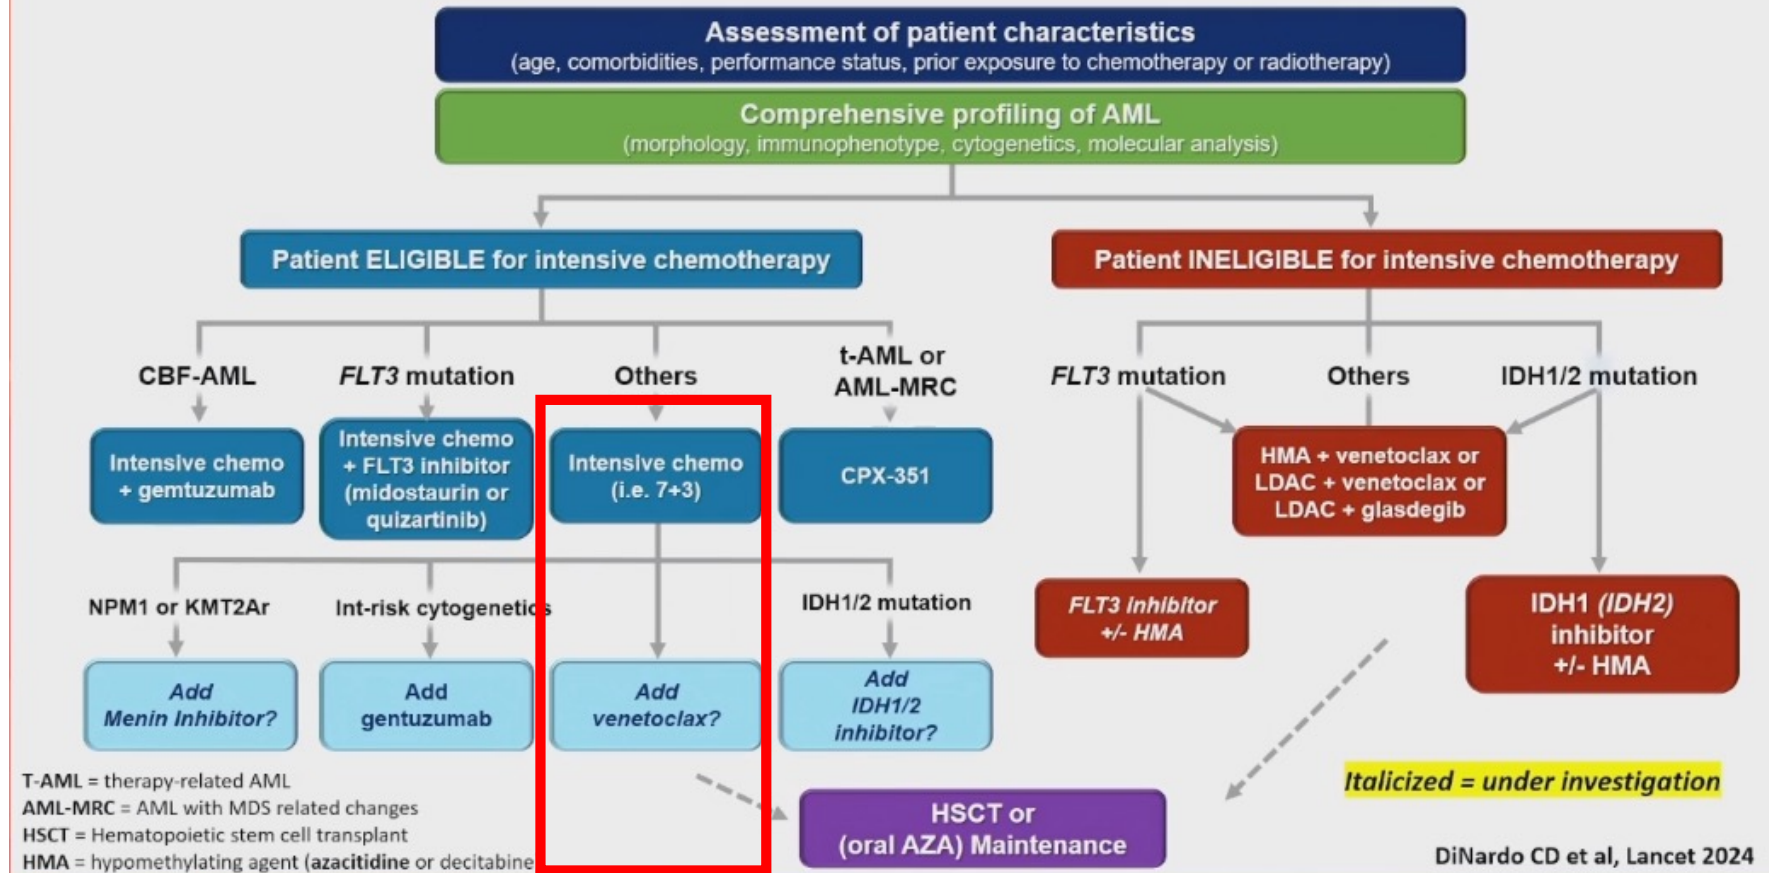 Assessment of patient characteristics
(age, comorbidities, performance status, prior exposure to chemotherapy or radiotherapy)
Comprehensive profiling of AML
(morphology, immunophenotype, cytogenetics, molecular analysis)
Patient ELIGIBLE for intensive chemotherapy
Patient INELIGIBLE for intensive chemotherapy
CBF-AML
FLT3 mutation
Others
t-AML or
AML-MRC
FLT3 mutation
Others
IDH1/2 mutation
Intensive chemo
+ gemtuzumab
Intensive chemo
+ FLT3 inhibitor
(midostaurin or
quizartinib)
Intensive chemo
(i.e. 7+3)
CPX-351
HMA + venetoclax or
LDAC + venetoclax or
LDAC + glasdegib
NPM1 or KMT2Ar
Int-risk cytogenetics
IDH1/2 mutation
FLT3 inhibitor
+/- HMA
IDH1 (IDH2)
inhibitor
+/- HMA
Add
Menin Inhibitor?
Add
gentuzumab
Add
venetoclax?
Add
IDH1/2
inhibitor?
T-AML = therapy-related AML
AML-MRC = AML with MDS related changes
HSCT = Hematopoietic stem cell transplant
HMA = hypomethylating agent (azacitidine or decitabine
HSCT or
(oral AZA) Maintenance
Italicized = under investigation
DiNardo CD et al, Lancet 2024